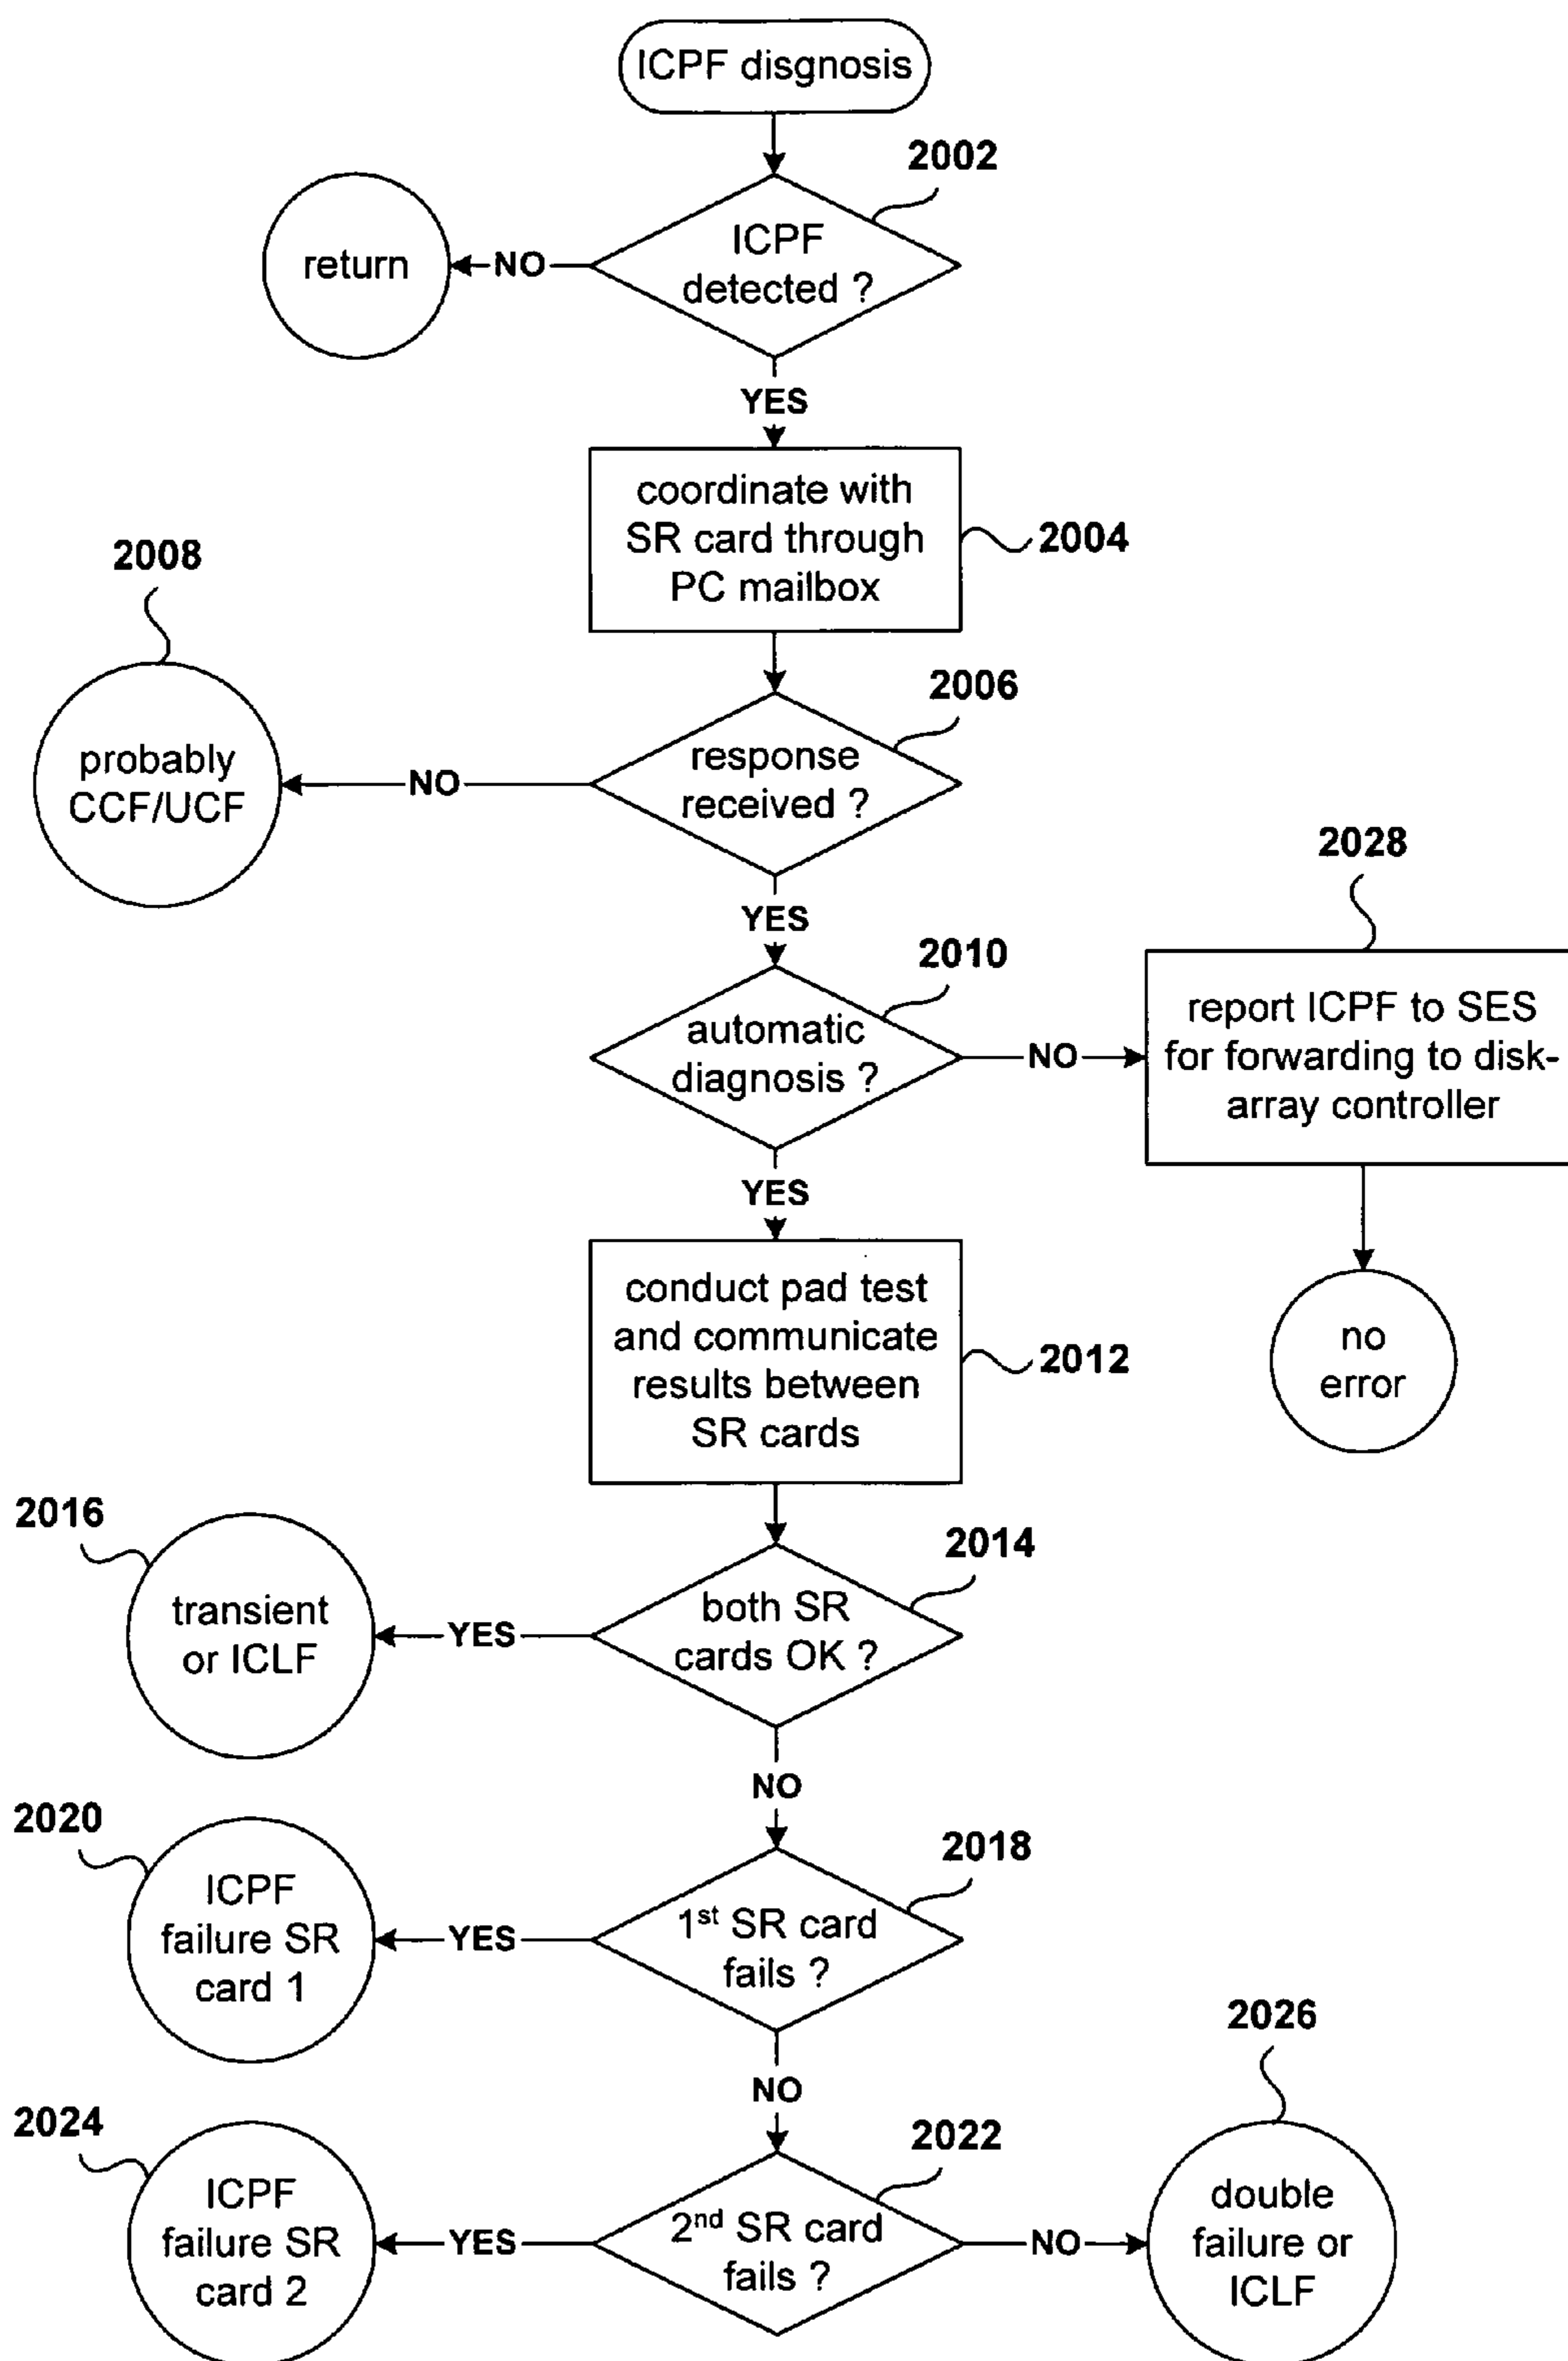 ICPF disgnosis
2002
ICPF
detected ?
NO
return
YES
coordinate with
SR card through
PC mailbox
2004
2008
2006
response
received ?
NO
probably
CCF/UCF
YES
2028
2010
automatic
diagnosis ?
NO
report ICPF to SES
for forwarding to disk-
array controller
YES
conduct pad test
and communicate
results between
SR cards
2012
no
error
2016
2014
both SR
cards OK ?
YES
transient
or ICLF
NO
2020
2018
1st SR card
fails ?
YES
ICPF
failure SR
card 1
NO
2026
2024
2022
2nd SR card
fails ?
YES
ICPF
failure SR
card 2
NO
double
failure or
ICLF